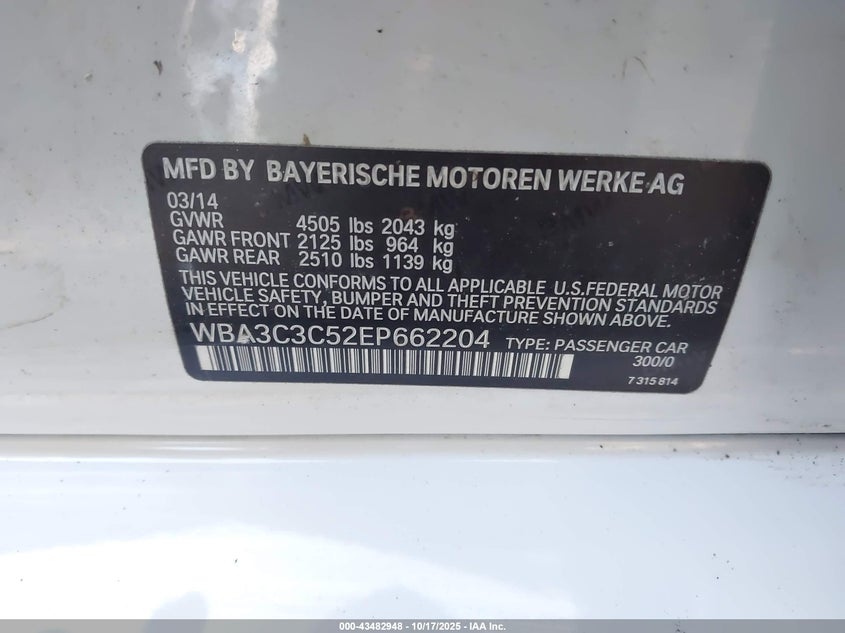 MFD BY BAYERISCHE MOTOREN WERKE AG
03/14
GVWR 4505 lbs 2043 kg
GAWR FRONT 2125 lbs 964 kg
GAWR REAR 2510 lbs 1139 kg
THIS VEHICLE CONFORMS TO ALL APPLICABLE U.S.FEDERAL MOTOR
VEHICLE SAFETY, BUMPER AND THEFT PREVENTION STANDARDS
IN EFFECT ON THE DATE OF MANUFACTURE SHOWN ABOVE.
WBA3C3C52EP662204 TYPE: PASSENGER CAR
300/0
7 315 814
000-43482948 - 10/17/2025 - IAA Inc.